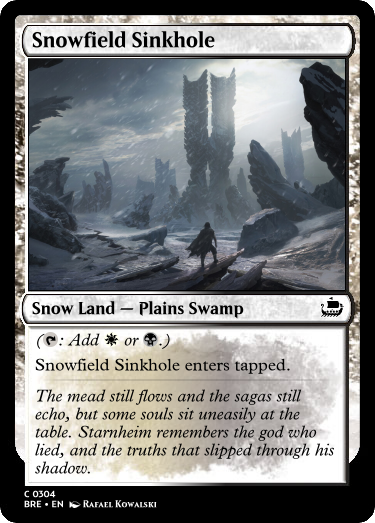 Snowfield Sinkhole
Snow Land — Plains Swamp
(: Add or .)
Snowfield Sinkhole enters tapped.
The mead still flows and the sagas still
echo, but some souls sit uneasily at the
table. Starnheim remembers the god who
lied, and the truths that slipped through his
shadow.
C 0304
BRE • EN Rafael Kowalski